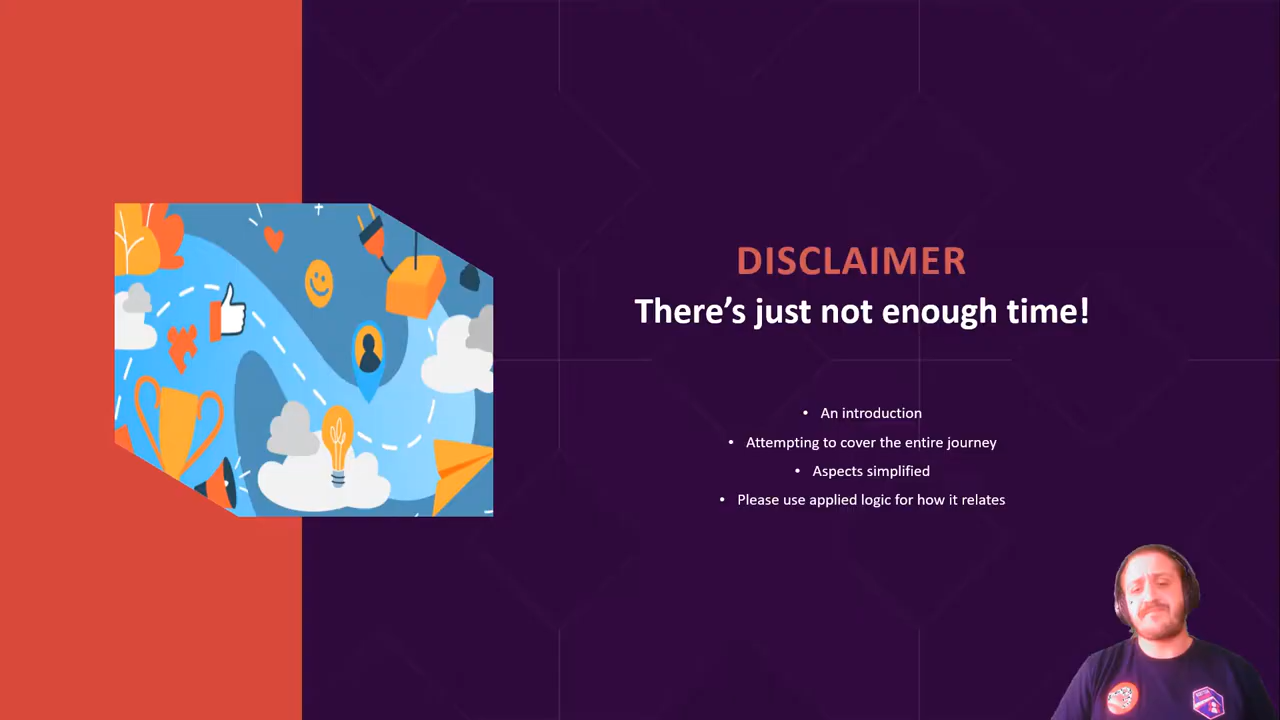 DISCLAIMER
There's just not enough time!
• An introduction
• Attempting to cover the entire journey
• Aspects simplified
• Please use applied logic for how it relates